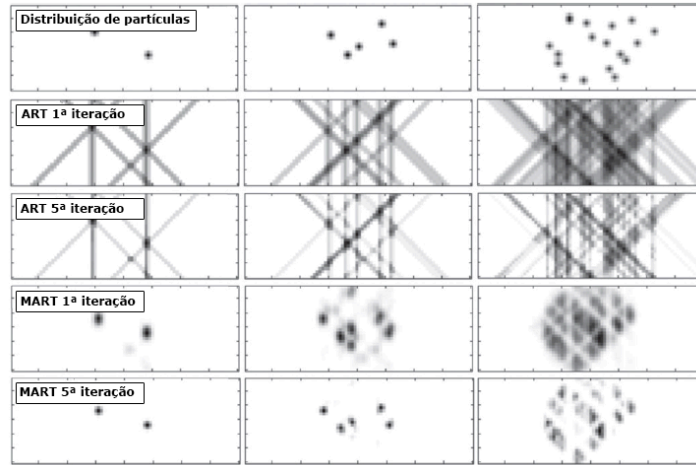 Distribuição de partículas
ART 1ª iteração
ART 5ª iteração
MART 1ª iteração
MART 5ª iteração